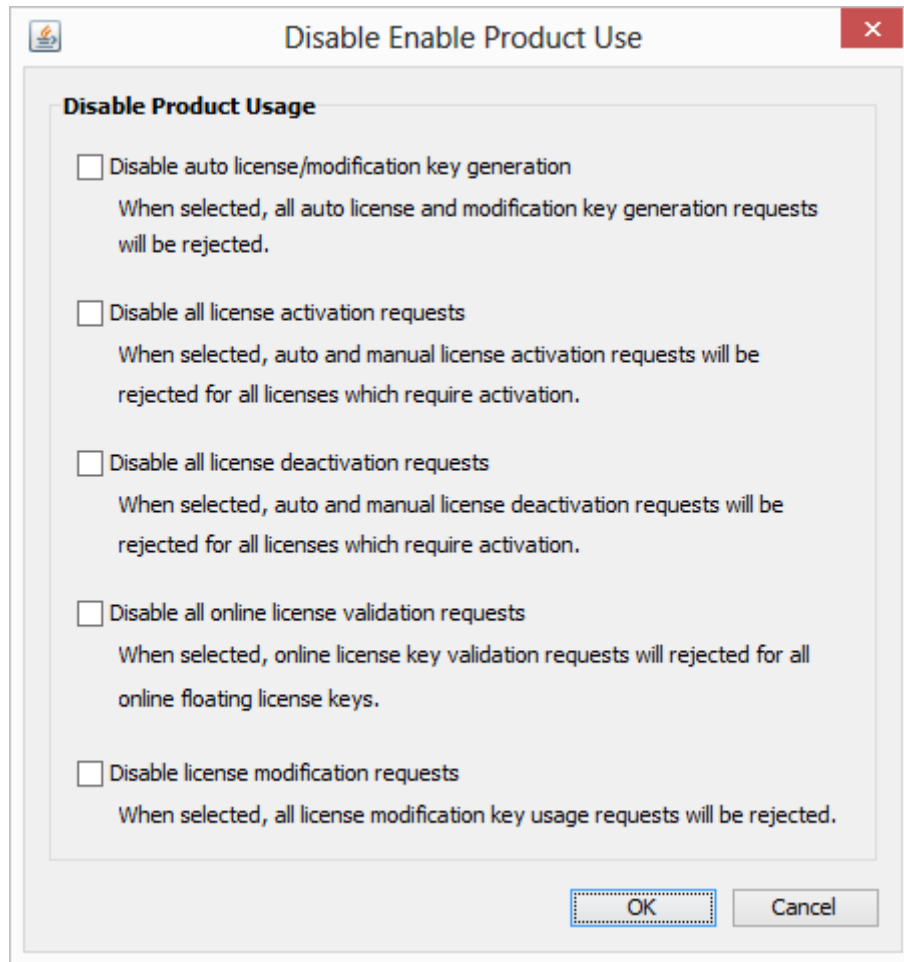 Disable Enable Product Use
Disable Product Usage
Disable auto license/modification key generation
When selected, all auto license and modification key generation requests
will be rejected.
Disable all license activation requests
When selected, auto and manual license activation requests will be
rejected for all licenses which require activation.
Disable all license deactivation requests
When selected, auto and manual license deactivation requests will be
rejected for all licenses which require activation.
Disable all online license validation requests
When selected, online license key validation requests will rejected for all
online floating license keys.
Disable license modification requests
When selected, all license modification key usage requests will be rejected.
OK
Cancel